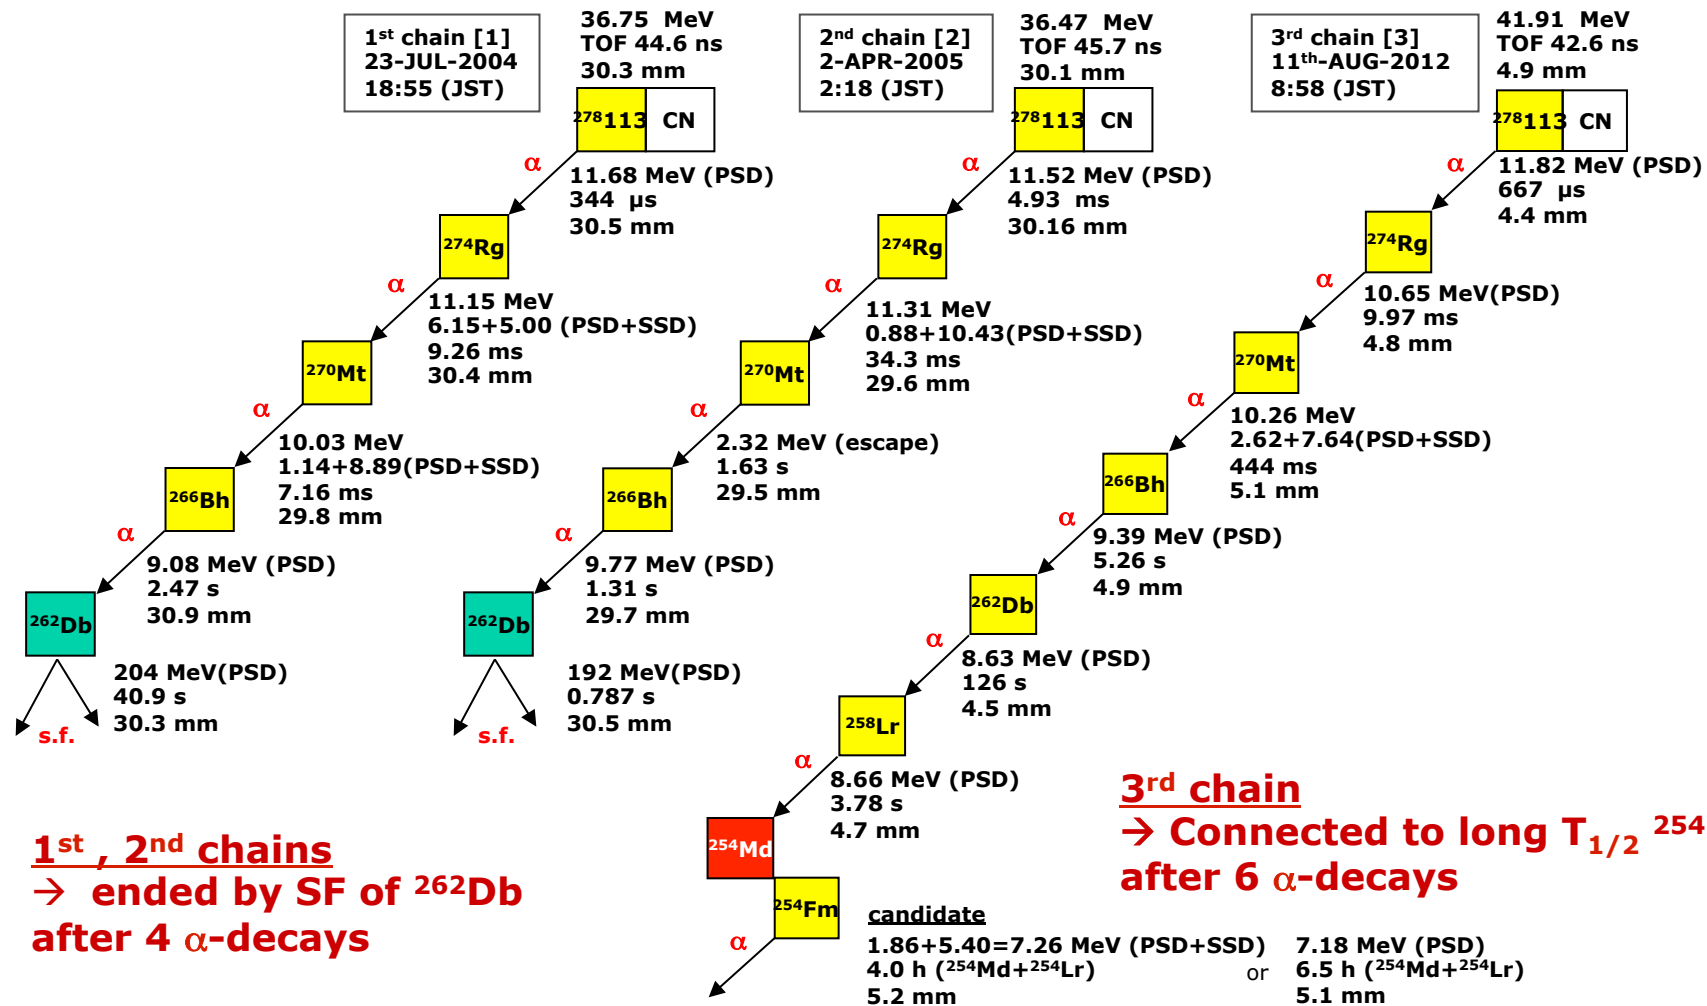 1st chain [1]
23-JUL-2004
18:55 (JST)
36.75 MeV
TOF 44.6 ns
30.3 mm
278113 CN
α
11.68 MeV (PSD)
344 μs
30.5 mm
274Rg
α
11.15 MeV
6.15+5.00 (PSD+SSD)
9.26 ms
30.4 mm
270Mt
α
10.03 MeV
1.14+8.89(PSD+SSD)
7.16 ms
29.8 mm
266Bh
α
9.08 MeV (PSD)
2.47 s
30.9 mm
262Db
204 MeV(PSD)
40.9 s
30.3 mm
s.f.
2nd chain [2]
2-APR-2005
2:18 (JST)
36.47 MeV
TOF 45.7 ns
30.1 mm
278113 CN
α
11.52 MeV (PSD)
4.93 ms
30.16 mm
274Rg
α
11.31 MeV
0.88+10.43(PSD+SSD)
34.3 ms
29.6 mm
270Mt
α
2.32 MeV (escape)
1.63 s
29.5 mm
266Bh
α
9.77 MeV (PSD)
1.31 s
29.7 mm
262Db
192 MeV(PSD)
0.787 s
30.5 mm
s.f.
3rd chain [3]
11th-AUG-2012
8:58 (JST)
41.91 MeV
TOF 42.6 ns
4.9 mm
278113 CN
α
11.82 MeV (PSD)
667 μs
4.4 mm
274Rg
α
10.65 MeV(PSD)
9.97 ms
4.8 mm
270Mt
α
10.26 MeV
2.62+7.64(PSD+SSD)
444 ms
5.1 mm
266Bh
α
9.39 MeV (PSD)
5.26 s
4.9 mm
262Db
α
8.63 MeV (PSD)
126 s
4.5 mm
258Lr
α
8.66 MeV (PSD)
3.78 s
4.7 mm
254Md
254Fm
α
candidate
1.86+5.40=7.26 MeV (PSD+SSD)
4.0 h (254Md+254Lr)
5.2 mm
or
7.18 MeV (PSD)
6.5 h (254Md+254Lr)
5.1 mm
1st , 2nd chains
→ ended by SF of 262Db
after 4 α-decays
3rd chain
→ Connected to long T1/2 254
after 6 α-decays